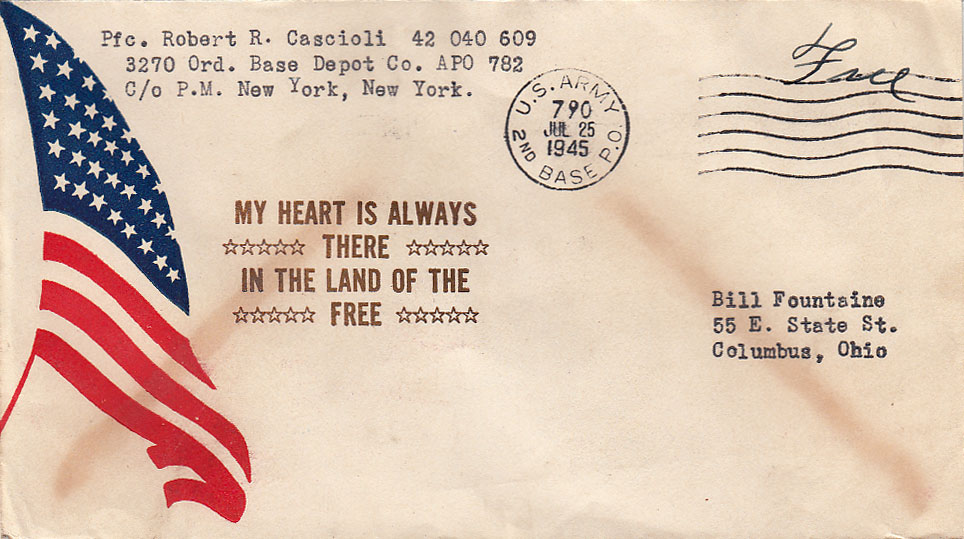 Pfc. Robert R. Cascioli 42 040 609
3270 Ord. Base Depot Co. APO 782
C/o P.M. New York, New York.
U.S. ARMY
790
JUL 25
1945
2ND BASE P.O.
Free
MY HEART IS ALWAYS
☆☆☆☆☆ THERE ☆☆☆☆☆
IN THE LAND OF THE
☆☆☆☆☆ FREE ☆☆☆☆☆
Bill Fountaine
55 E. State St.
Columbus, Ohio